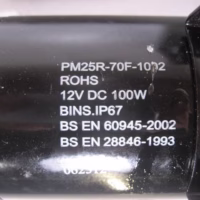 PM25R-70F-1002
ROHS
12V DC 100W
BINS.IP67
BS EN 60945-2002
BS EN 28846-1993